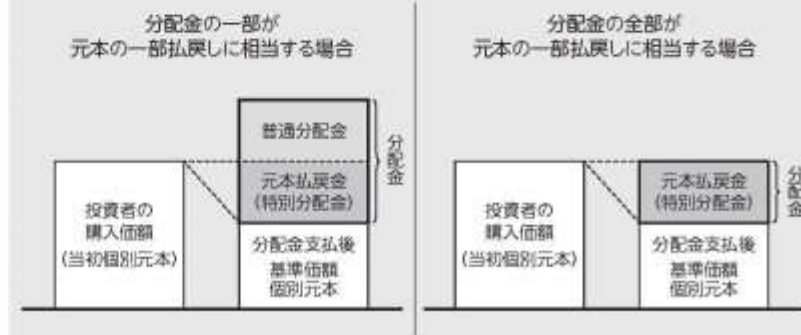 分配金の一部が
元本の一部払戻しに相当する場合
普通分配金
元本払戻金
(特別分配金)
分配金
投資者の
購入価額
(当初個別元本)
分配金支払後
基準価額
個別元本
分配金の全部が
元本の一部払戻しに相当する場合
元本払戻金
(特別分配金)
分配金
投資者の
購入価額
(当初個別元本)
分配金支払後
基準価額
個別元本